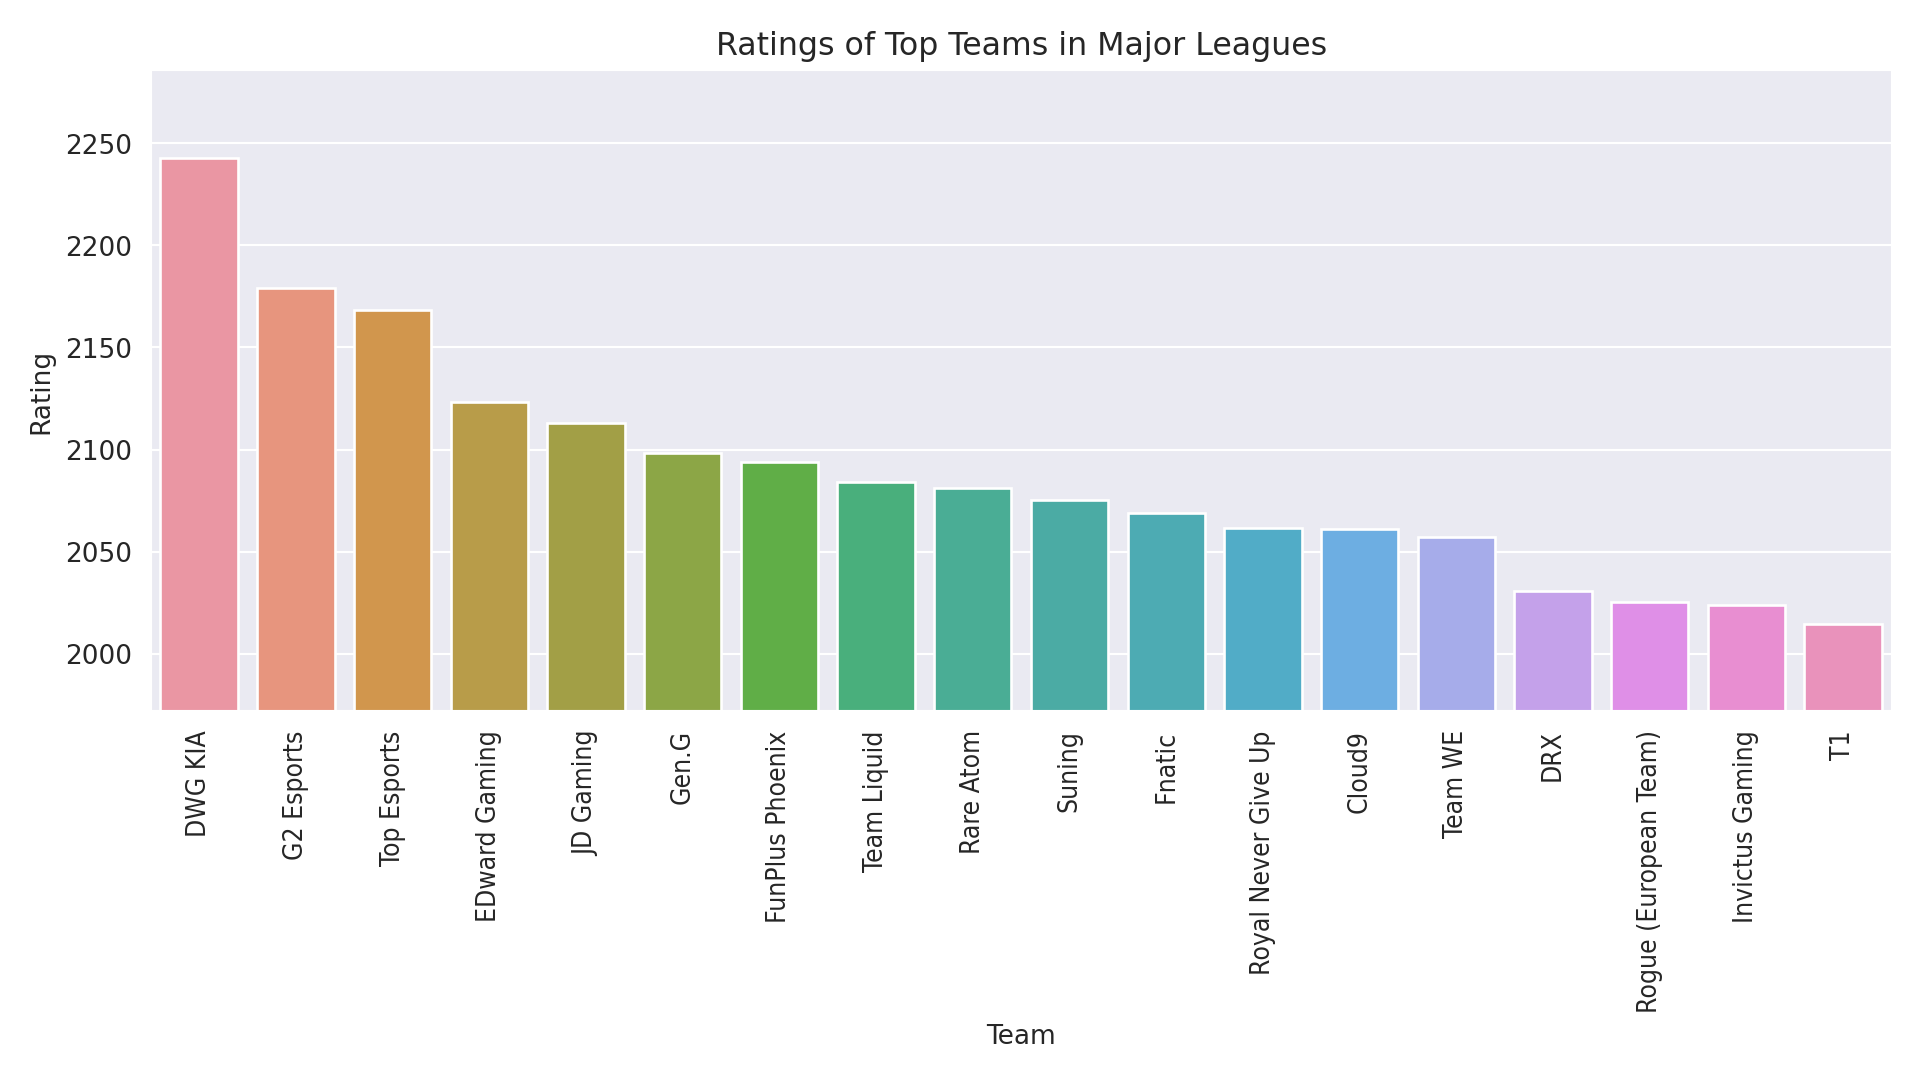 Ratings of Top Teams in Major Leagues
Rating
2250
2200
2150
2100
2050
2000
DWG KIA
G2 Esports
Top Esports
EDward Gaming
JD Gaming
Gen.G
FunPlus Phoenix
Team Liquid
Rare Atom
Suning
Fnatic
Royal Never Give Up
Cloud9
Team WE
DRX
Rogue (European Team)
Invictus Gaming
T1
Team